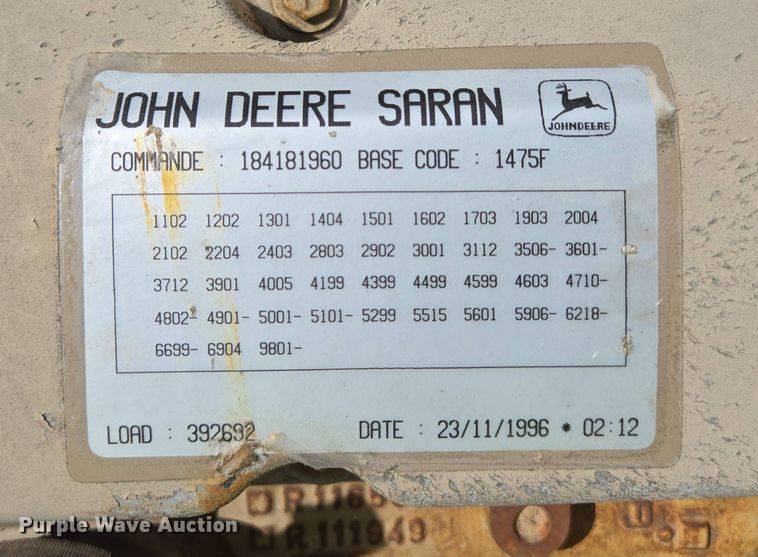 JOHN DEERE SARAN
JOHN DEERE
COMMANDE : 184181960 BASE CODE : 1475F
1102 1202 1301 1404 1501 1602 1703 1903 2004
2102 2204 2403 2803 2902 3001 3112 3506- 3601-
3712 3901 4005 4199 4399 4499 4599 4603 4710-
4802- 4901- 5001- 5101- 5299 5515 5601 5906- 6218-
6699- 6904 9801-
LOAD : 392692 DATE : 23/11/1996 * 02:12
R111949
Purple Wave Auction